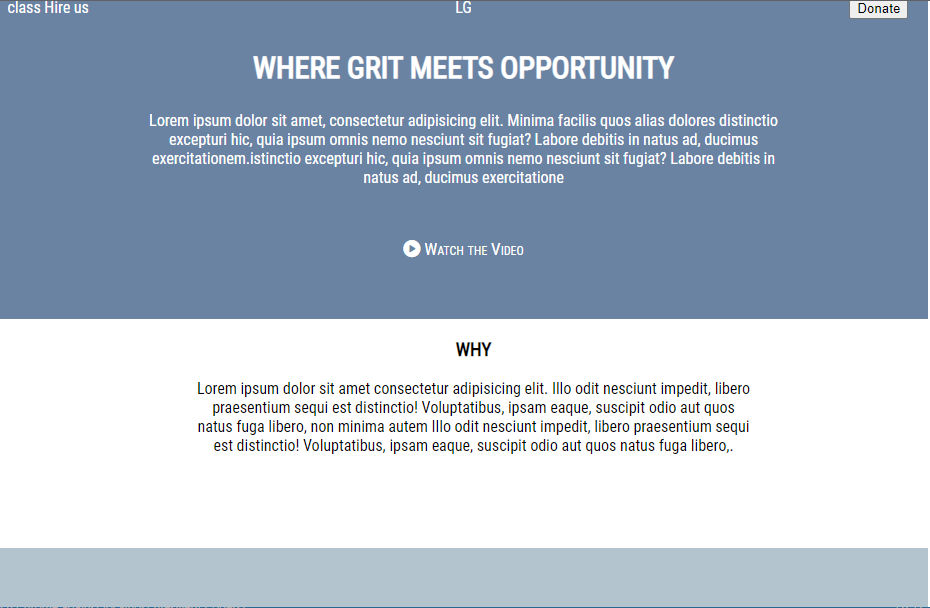 class Hire us
LG
Donate
WHERE GRIT MEETS OPPORTUNITY
Lorem ipsum dolor sit amet, consectetur adipisicing elit. Minima facilis quos alias dolores distinctio
excepturi hic, quia ipsum omnis nemo nesciunt sit fugiat? Labore debitis in natus ad, ducimus
exercitationem.istinctio excepturi hic, quia ipsum omnis nemo nesciunt sit fugiat? Labore debitis in
natus ad, ducimus exercitatione
Watch the Video
WHY
Lorem ipsum dolor sit amet consectetur adipisicing elit. Illo odit nesciunt impedit, libero
praesentium sequi est distinctio! Voluptatibus, ipsam eaque, suscipit odio aut quos
natus fuga libero, non minima autem Illo odit nesciunt impedit, libero praesentium sequi
est distinctio! Voluptatibus, ipsam eaque, suscipit odio aut quos natus fuga libero,.